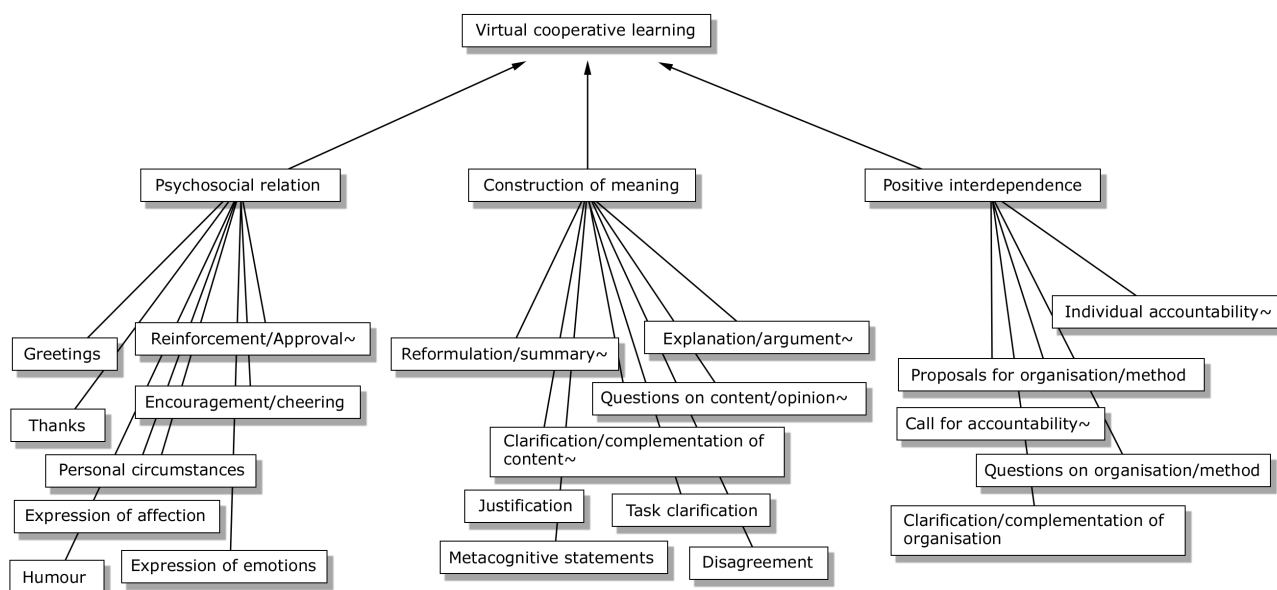 Virtual cooperative learning
Psychosocial relation
Construction of meaning
Positive interdependence
Greetings
Reinforcement/Approval~
Thanks
Encouragement/cheering
Personal circumstances
Expression of affection
Humour
Expression of emotions
Reformulation/summary~
Explanation/argument~
Questions on content/opinion~
Clarification/complementation of
content~
Justification
Task clarification
Metacognitive statements
Disagreement
Individual accountability~
Proposals for organisation/method
Call for accountability~
Questions on organisation/method
Clarification/complementation of
organisation